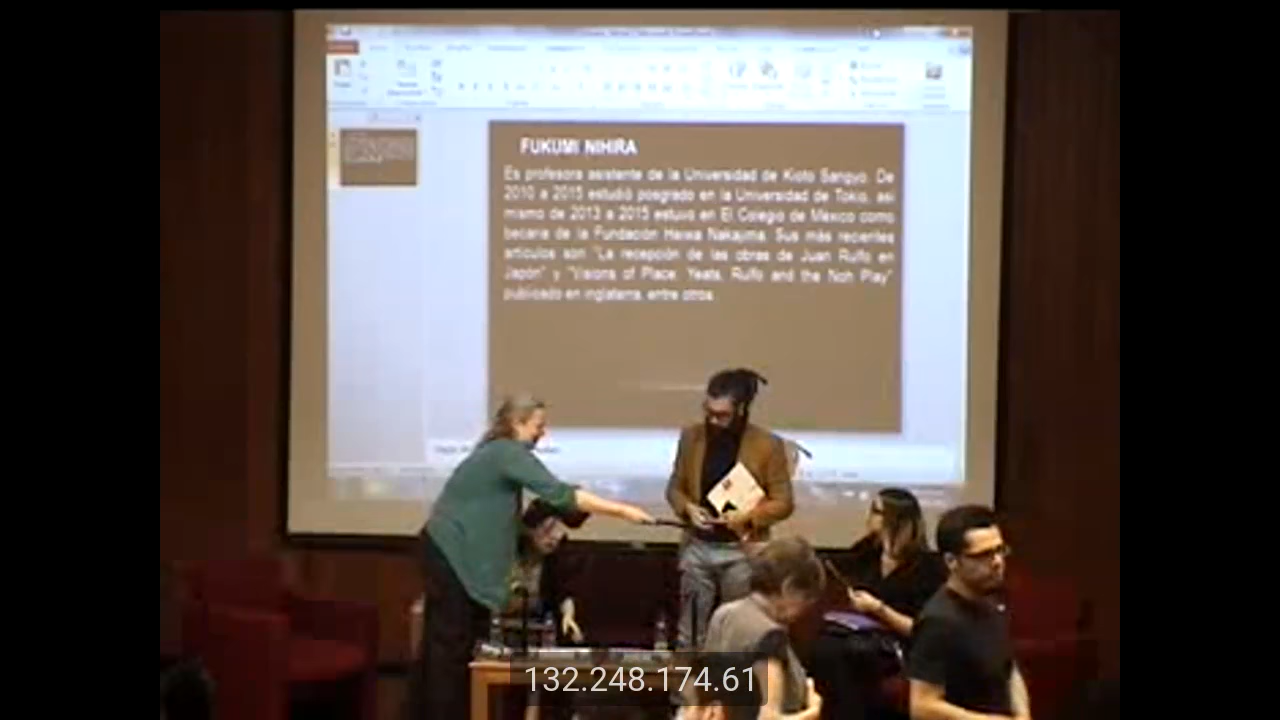 FUKUMI NIHIRA
Es profesora asistente de la Universidad de Kioto Sangyo. De
2010 a 2015 estudió posgrado en la Universidad de Tokio, así
mismo de 2013 a 2015 estuvo en El Colegio de México como
becaria de la Fundación Heiwa Nakajima. Sus más recientes
artículos son "La recepción de las obras de Juan Rulfo en
Japón" y "Visions of Place: Yeats, Rulfo and the Noh Play"
publicado en Inglaterra, entre otros.
132.248.174.61